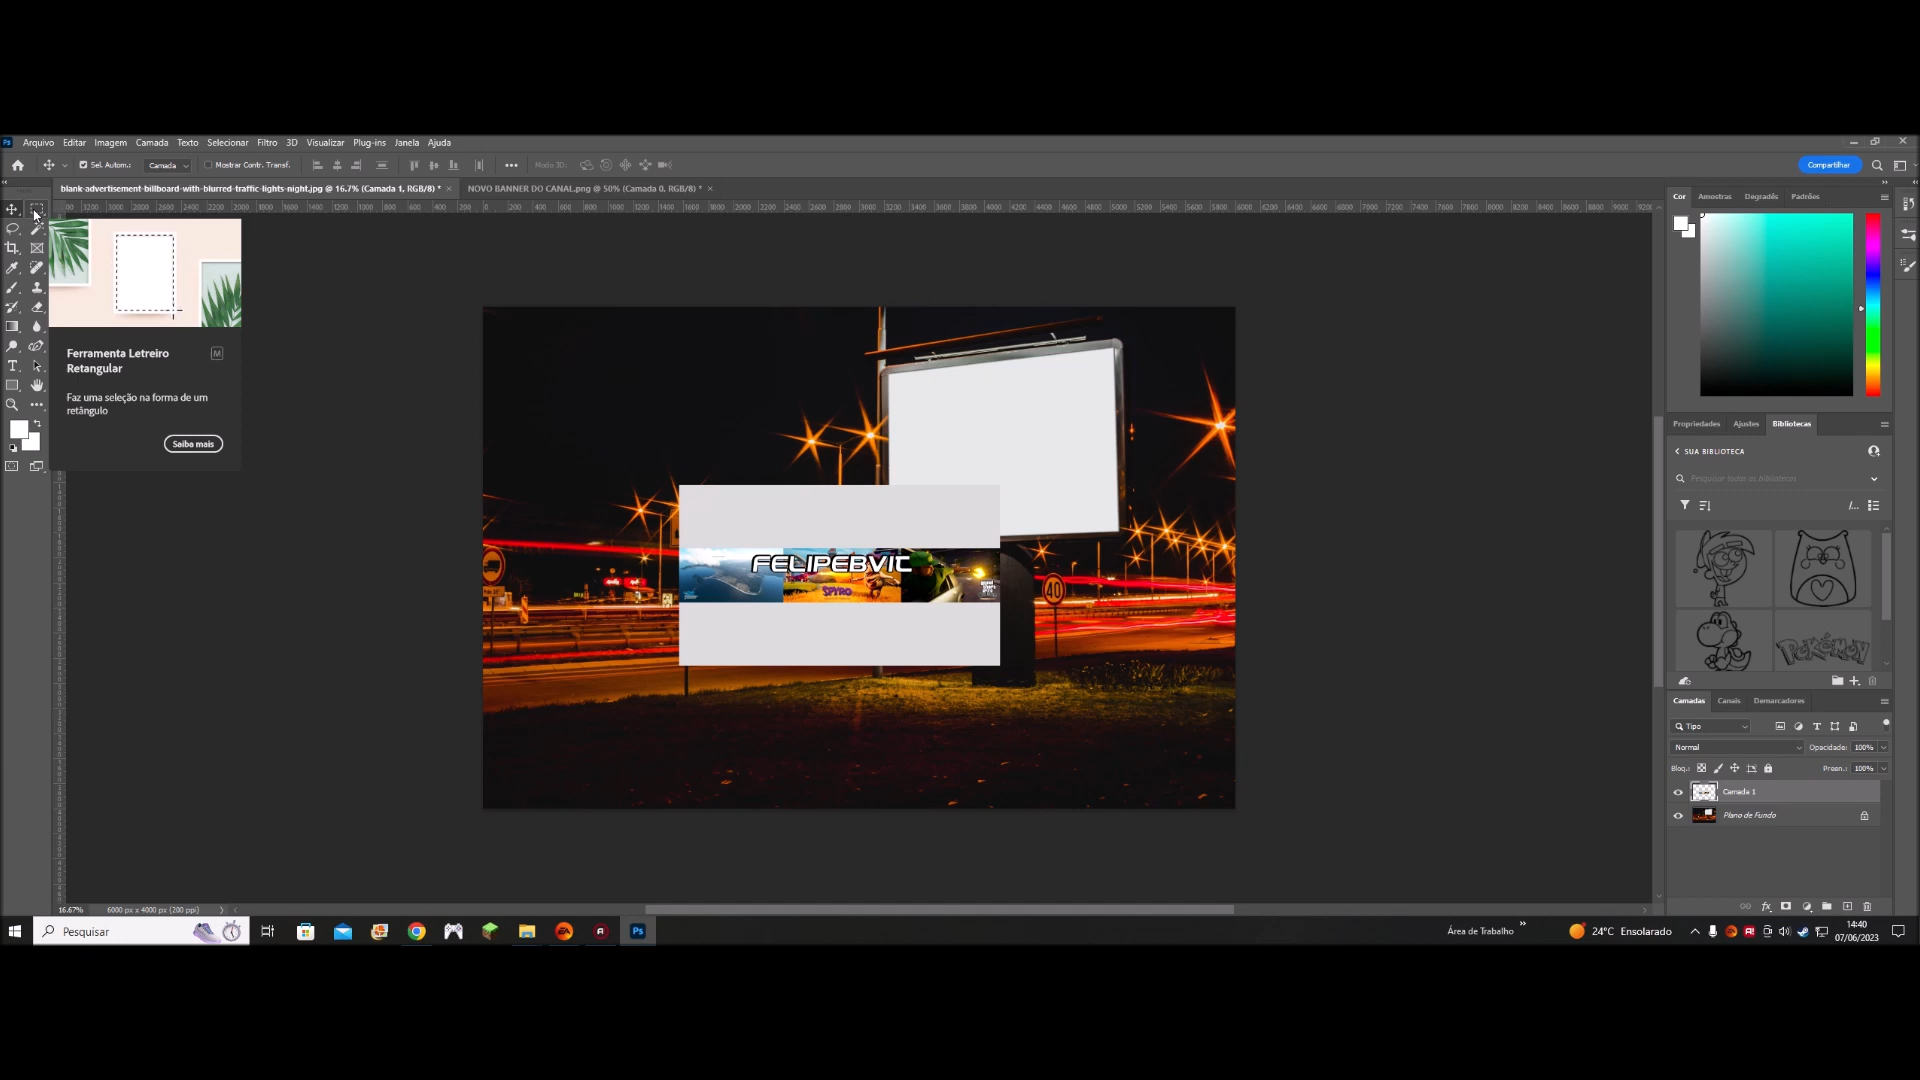 Arquivo Editar Imagem Camada Texto Selecionar Filtro 3D Visualizar Plug-ins Janela Ajuda
Sel. Autom.: Camada Mostrar Contr. Transf. Modo 3D: Compartilhar
blank-advertisement-billboard-with-blurred-traffic-lights-night.jpg @ 16.7% (Camada 1, RGB/8) *
NOVO BANNER DO CANAL.png @ 50% (Camada 0, RGB/8) *
Ferramenta Letreiro
Retangular
M
Faz uma seleção na forma de um
retângulo
Saiba mais
FELIPEBVIT
SPYRO
40
Cor Amostras Degradês Padrões
Propriedades Ajustes Bibliotecas
SUA BIBLIOTECA
Pesquisar todas as bibliotecas
POKéMON
Camadas Canais Demarcadores
Tipo
Normal Opacidade: 100%
Bloq.: Preen.: 100%
Camada 1
Plano de Fundo
16.67% 6000 px x 4000 px (200 ppi)
Pesquisar
Ps
Área de Trabalho
24°C Ensolarado
14:40
07/06/2023